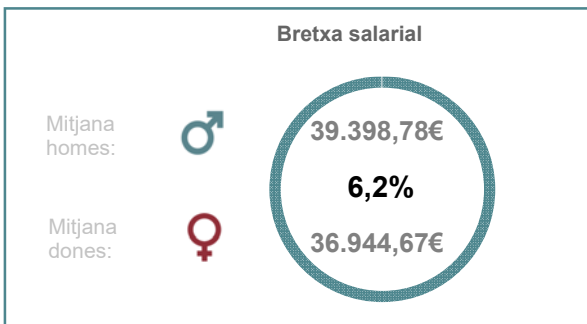 Bretxa salarial
Mitjana
homes:
39.398,78€
6,2%
Mitjana
dones:
36.944,67€